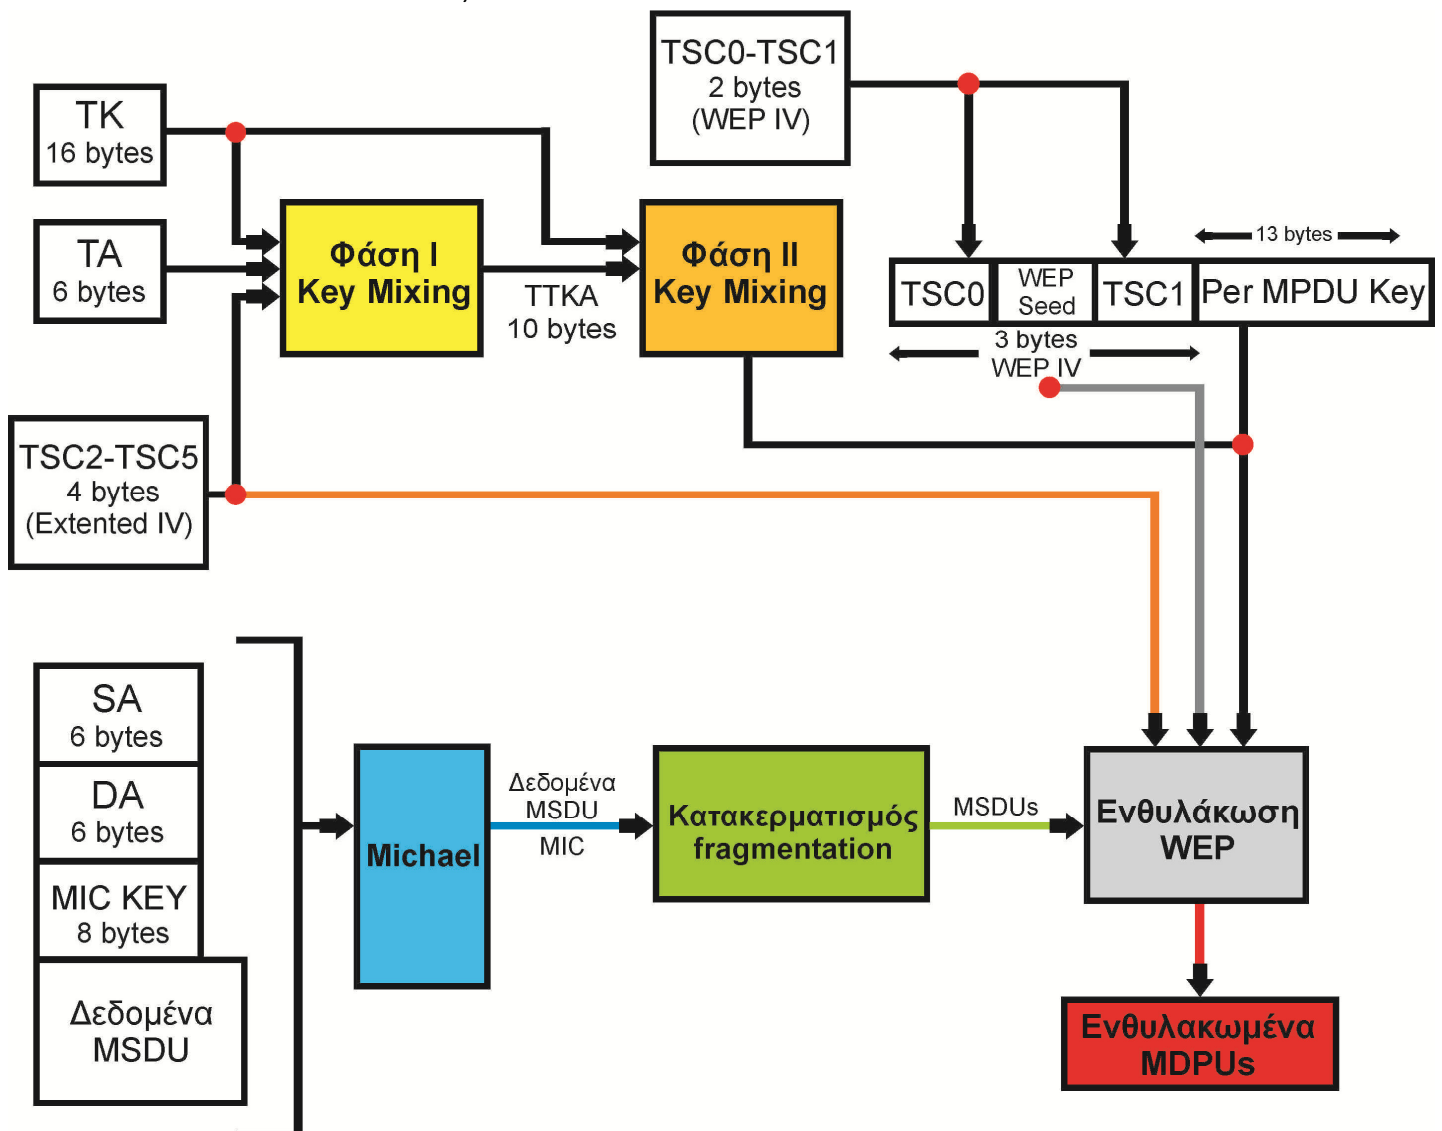 TSC0-TSC1
2 bytes
(WEP IV)
TK
16 bytes
TA
6 bytes
Φάση I
Key Mixing
TTKA
10 bytes
Φάση II
Key Mixing
13 bytes
TSC0
WEP
Seed
TSC1
Per MPDU Key
3 bytes
WEP IV
TSC2-TSC5
4 bytes
(Extented IV)
SA
6 bytes
DA
6 bytes
MIC KEY
8 bytes
Δεδομένα
MSDU
Michael
Δεδομένα
MSDU
MIC
Κατακερματισμός
fragmentation
MSDUs
Ενθυλάκωση
WEP
Ενθυλακωμένα
MDPUs